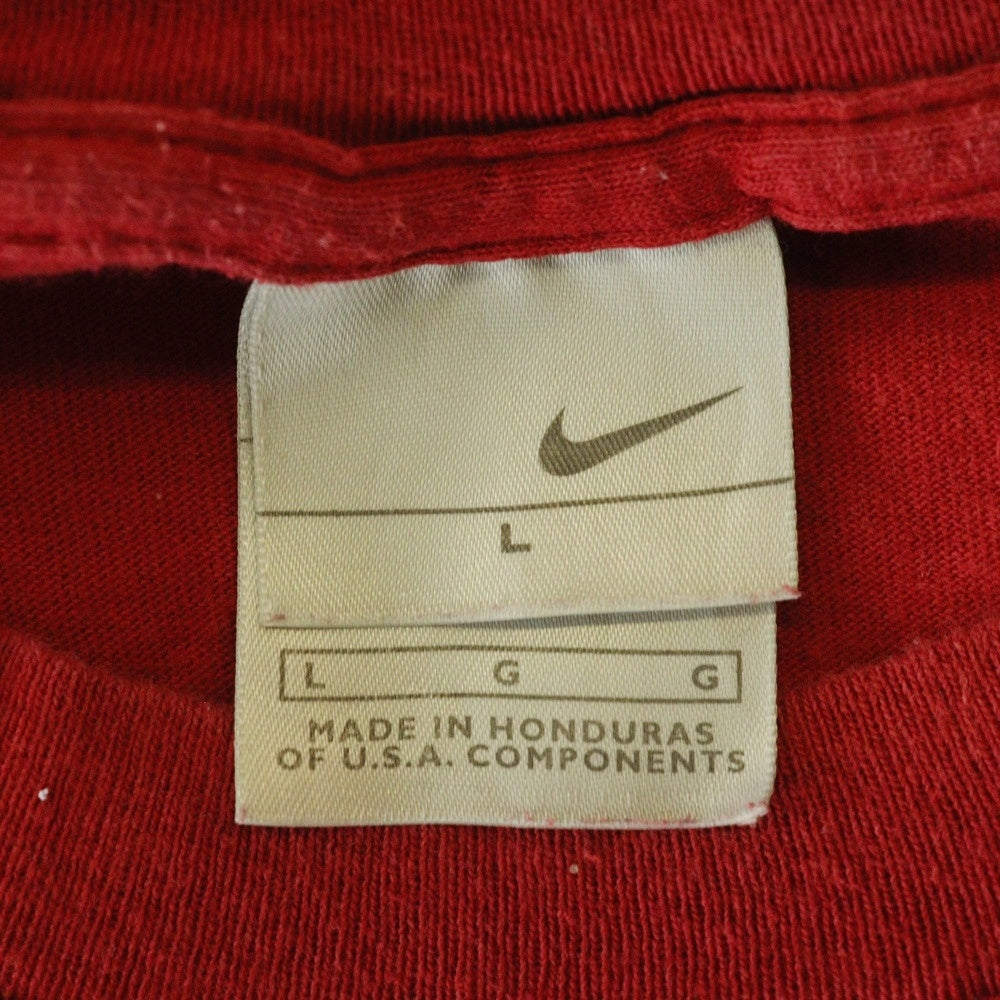 L
L G G
MADE IN HONDURAS
OF U.S.A. COMPONENTS